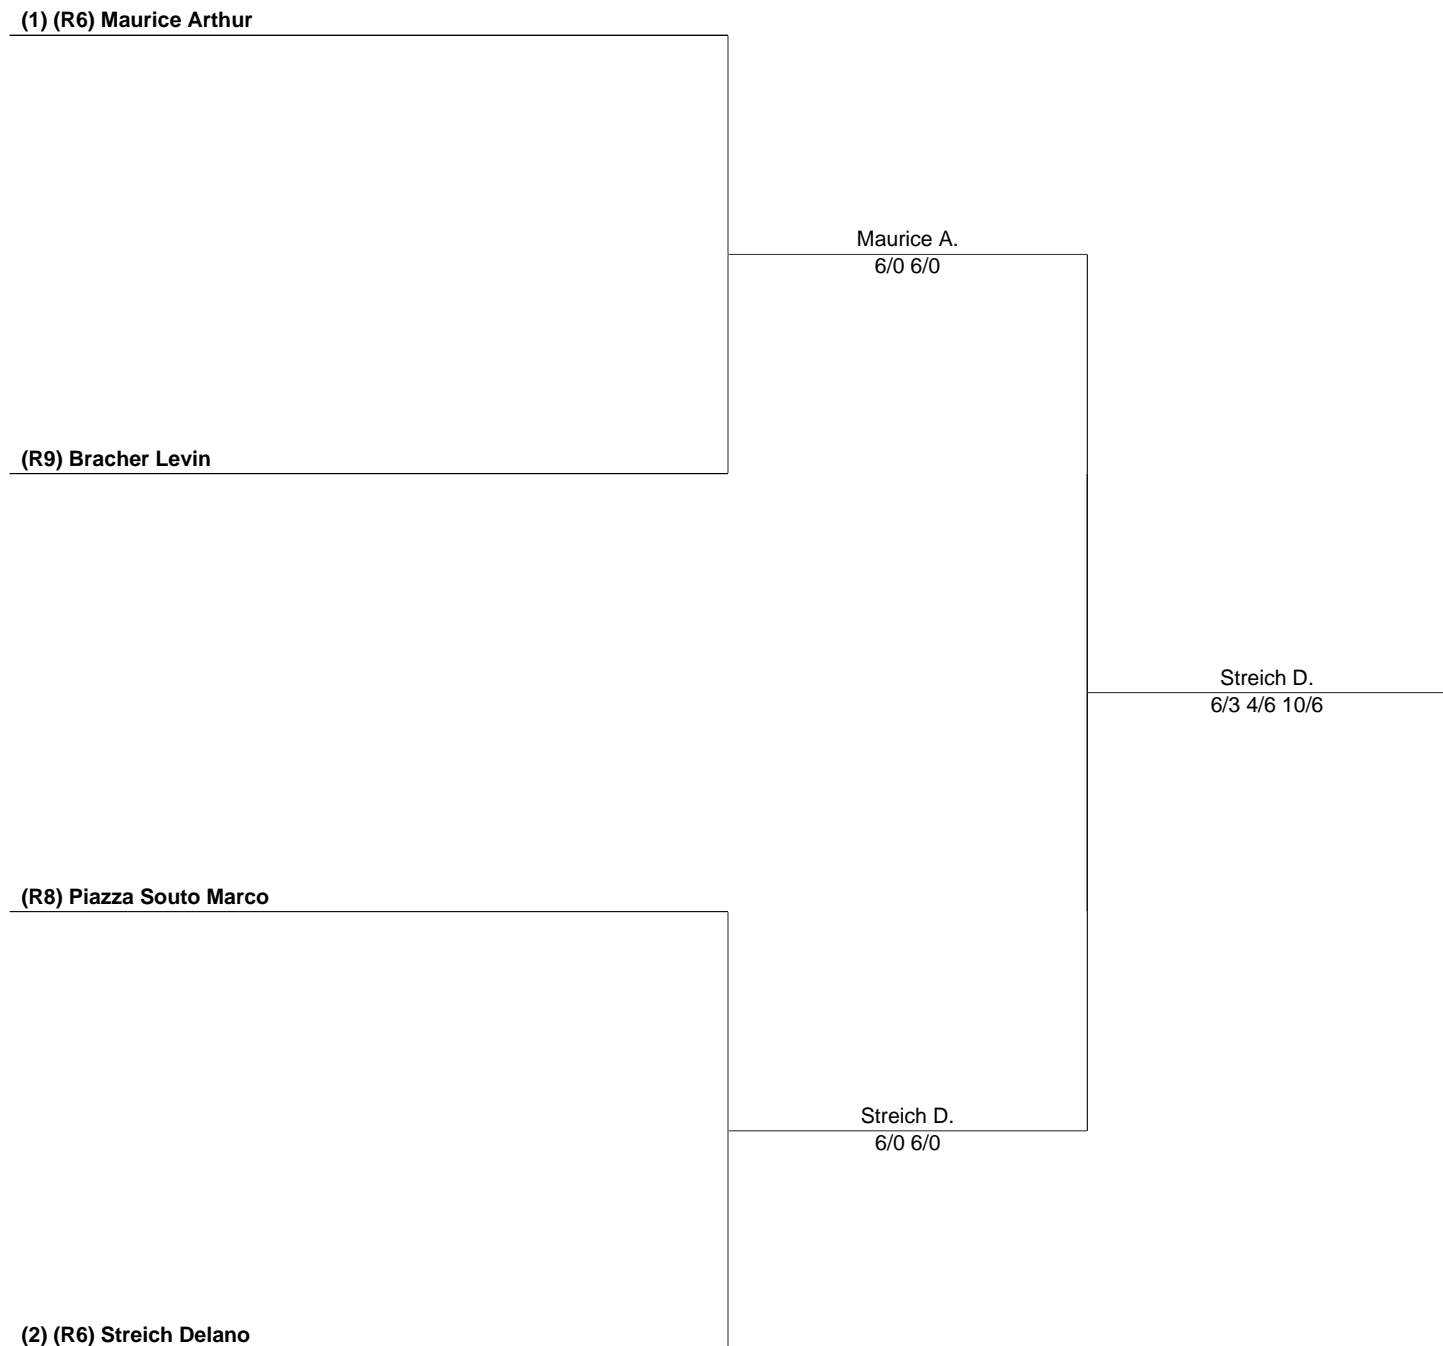 (1) (R6) Maurice Arthur
Maurice A.
6/0 6/0
(R9) Bracher Levin
Streich D.
6/3 4/6 10/6
(R8) Piazza Souto Marco
Streich D.
6/0 6/0
(2) (R6) Streich Delano